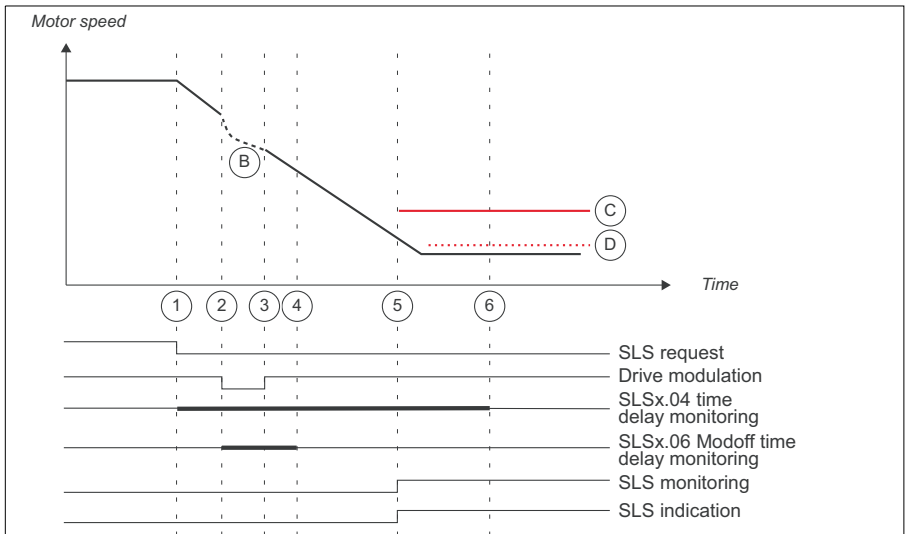 Motor speed
B
C
D
Time
1 2 3 4 5 6
SLS request
Drive modulation
SLSx.04 time
delay monitoring
SLSx.06 Modoff time
delay monitoring
SLS monitoring
SLS indication